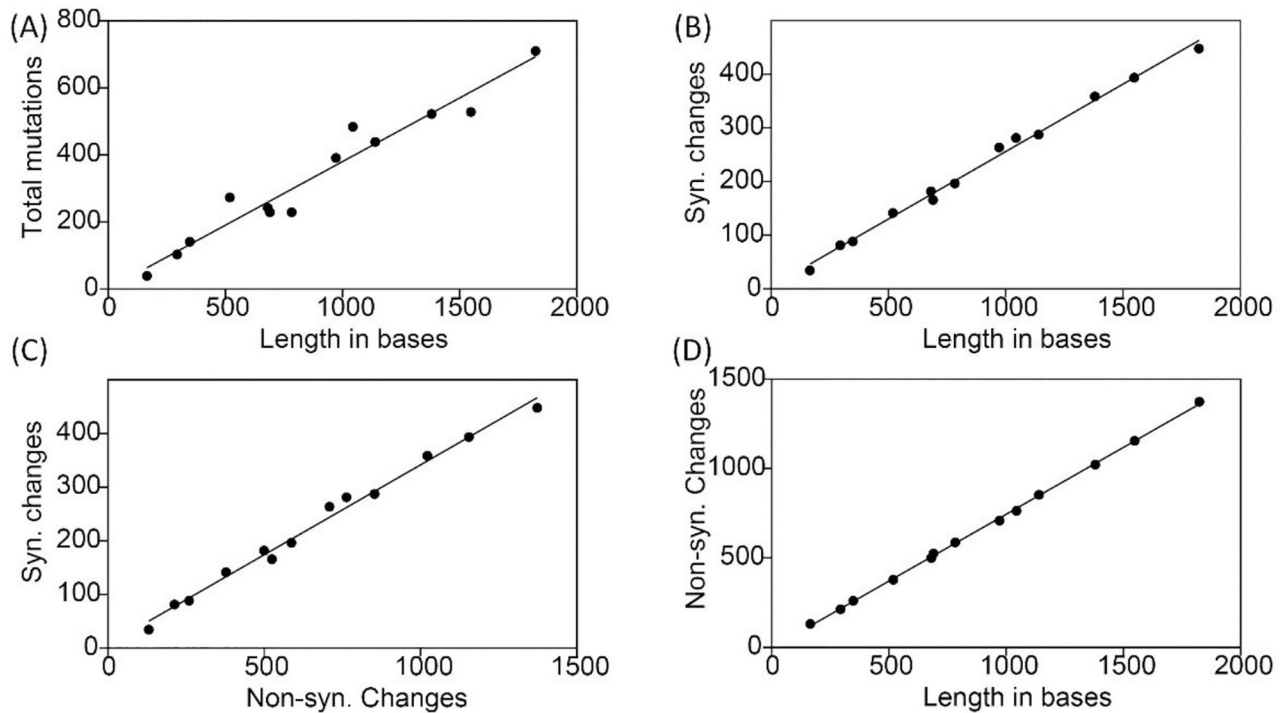 (A)
800
600
400
200
0
Total mutations
0 500 1000 1500 2000
Length in bases
(B)
400
300
200
100
0
Syn. changes
0 500 1000 1500 2000
Length in bases
(C)
400
300
200
100
0
Syn. changes
0 500 1000 1500
Non-syn. Changes
(D)
1500
1000
500
0
Non-syn. Changes
0 500 1000 1500 2000
Length in bases